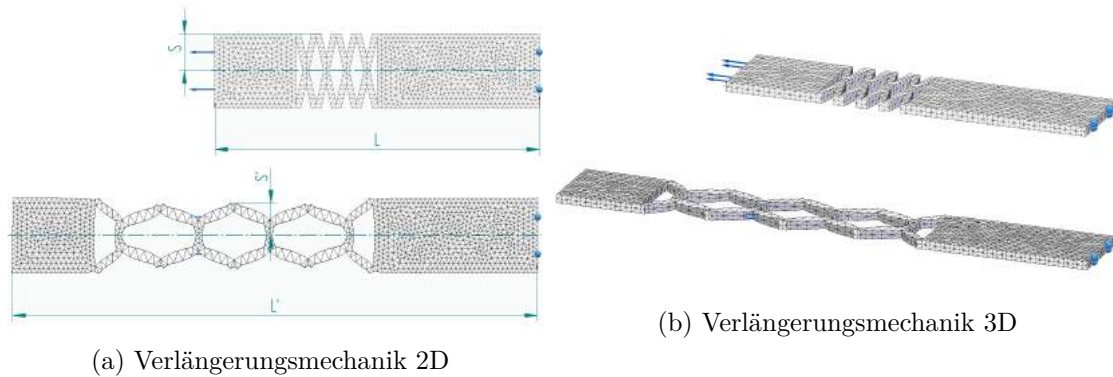 S
L
S'
L'
(a) Verlängerungsmechanik 2D
(b) Verlängerungsmechanik 3D